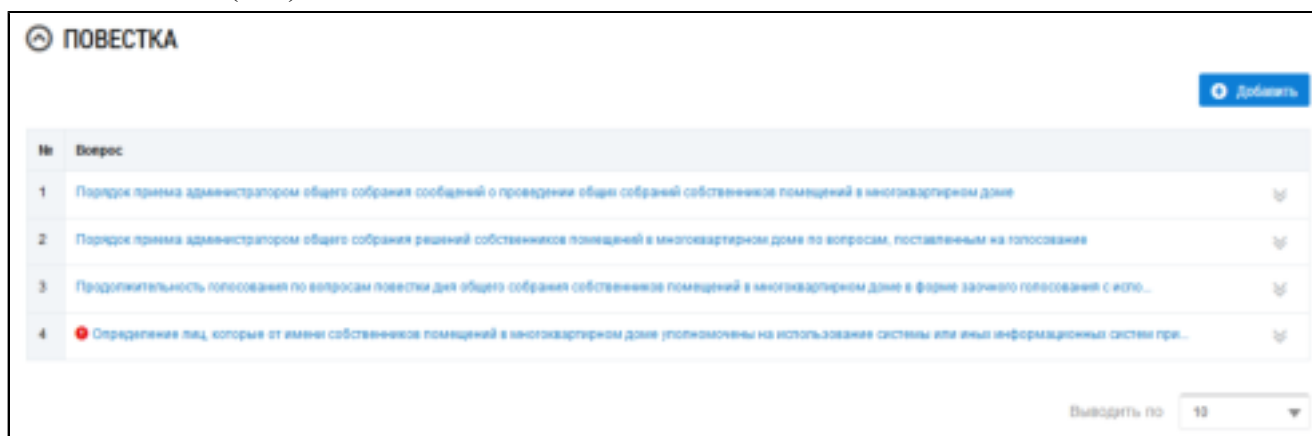 ПОВЕСТКА
Добавить
№ Вопрос
1 Порядок приема администратором общего собрания сообщений о проведении общих собраний собственников помещений в многоквартирном доме
2 Порядок приема администратором общего собрания решений собственников помещений в многоквартирном доме по вопросам, поставленным на голосование
3 Продолжительность голосования по вопросам повестки дня общего собрания собственников помещений в многоквартирном доме в форме заочного голосования с испо...
4 Определение лиц, которые от имени собственников помещений в многоквартирном доме уполномочены на использование системы или иных информационных систем при...
Выводить по 10